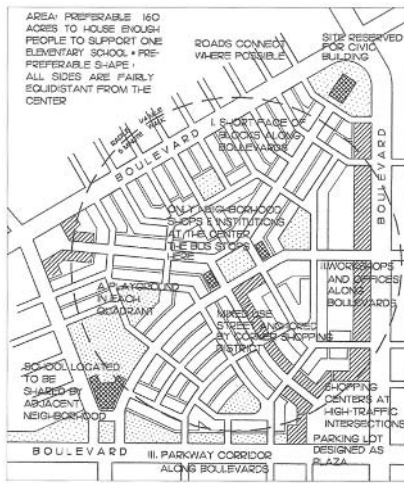 AREA: PREFERABLE 160
ACRES TO HOUSE ENOUGH
PEOPLE TO SUPPORT ONE
ELEMENTARY SCHOOL • PRE-
PREFERABLE SHAPE:
ALL SIDES ARE FAIRLY
EQUIDISTANT FROM THE
CENTER
ROADS CONNECT
WHERE POSSIBLE
SITE RESERVED
FOR CIVIC
BUILDING
BOULEVARD
I. SHORT FACE OF
BLOCKS ALONG
BOULEVARDS
BOULEVARD
ONLY NEIGHBORHOOD
SHOPS & INSTITUTIONS
AT THE CENTER
THE BUS STOPS
HERE
II. WORKSHOPS
AND OFFICES
ALONG
BOULEVARDS
A PLAYGROUND
IN EACH
QUADRANT
MIXED USE
STREET ANCHORED
BY CORNER SHOPPING
DISTRICT
SCHOOL LOCATED
TO BE
SHARED BY
ADJACENT
NEIGHBORHOOD
SHOPPING
CENTERS AT
HIGH-TRAFFIC
INTERSECTIONS
PARKING LOT
DESIGNED AS
PLAZA
BOULEVARD
III. PARKWAY CORRIDOR
ALONG BOULEVARDS